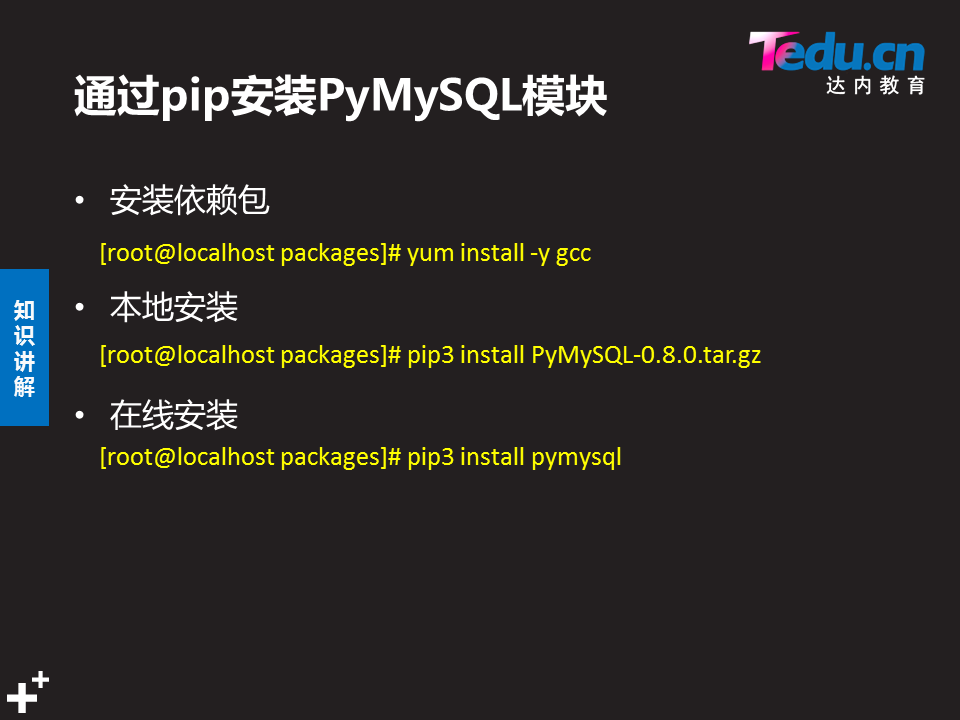 Tedu.cn
达内教育
通过pip安装PyMySQL模块
• 安装依赖包
[root@localhost packages]# yum install -y gcc
• 本地安装
[root@localhost packages]# pip3 install PyMySQL-0.8.0.tar.gz
• 在线安装
[root@localhost packages]# pip3 install pymysql
知
识
讲
解